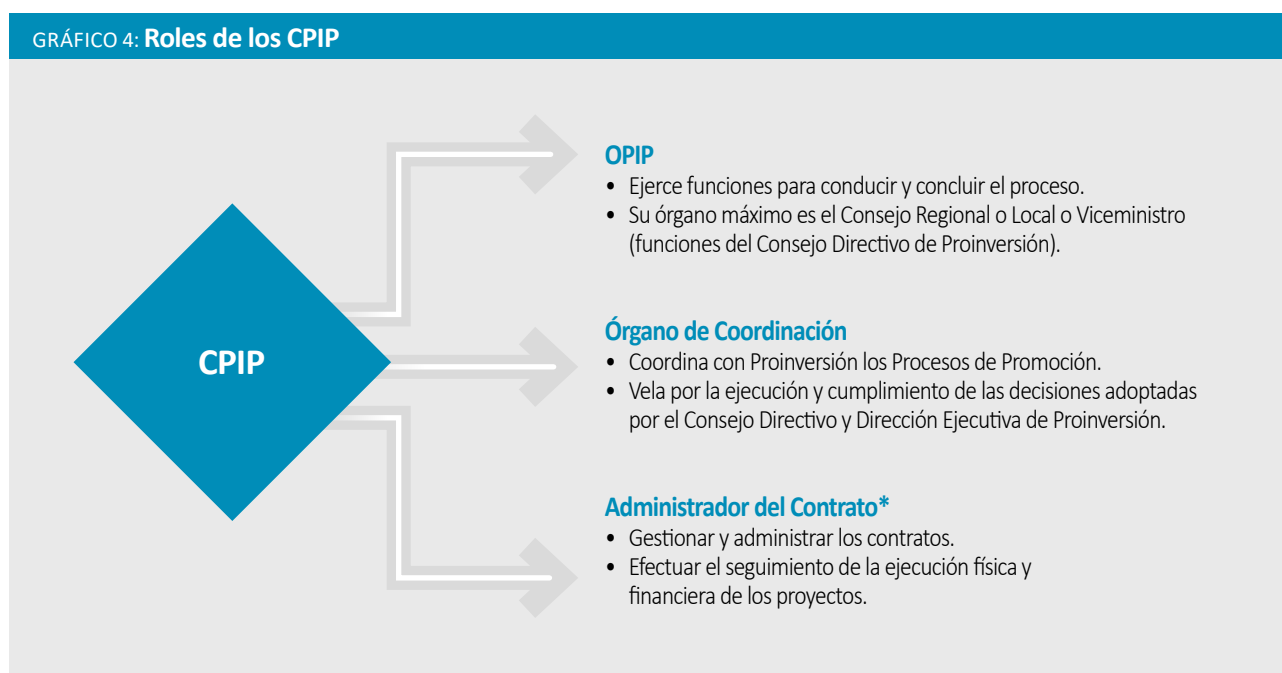 GRÁFICO 4: Roles de los CPIP
CPIP
OPIP
• Ejerce funciones para conducir y concluir el proceso.
• Su órgano máximo es el Consejo Regional o Local o Viceministro
(funciones del Consejo Directivo de Proinversión).
Órgano de Coordinación
• Coordina con Proinversión los Procesos de Promoción.
• Vela por la ejecución y cumplimiento de las decisiones adoptadas
por el Consejo Directivo y Dirección Ejecutiva de Proinversión.
Administrador del Contrato*
• Gestionar y administrar los contratos.
• Efectuar el seguimiento de la ejecución física y
financiera de los proyectos.